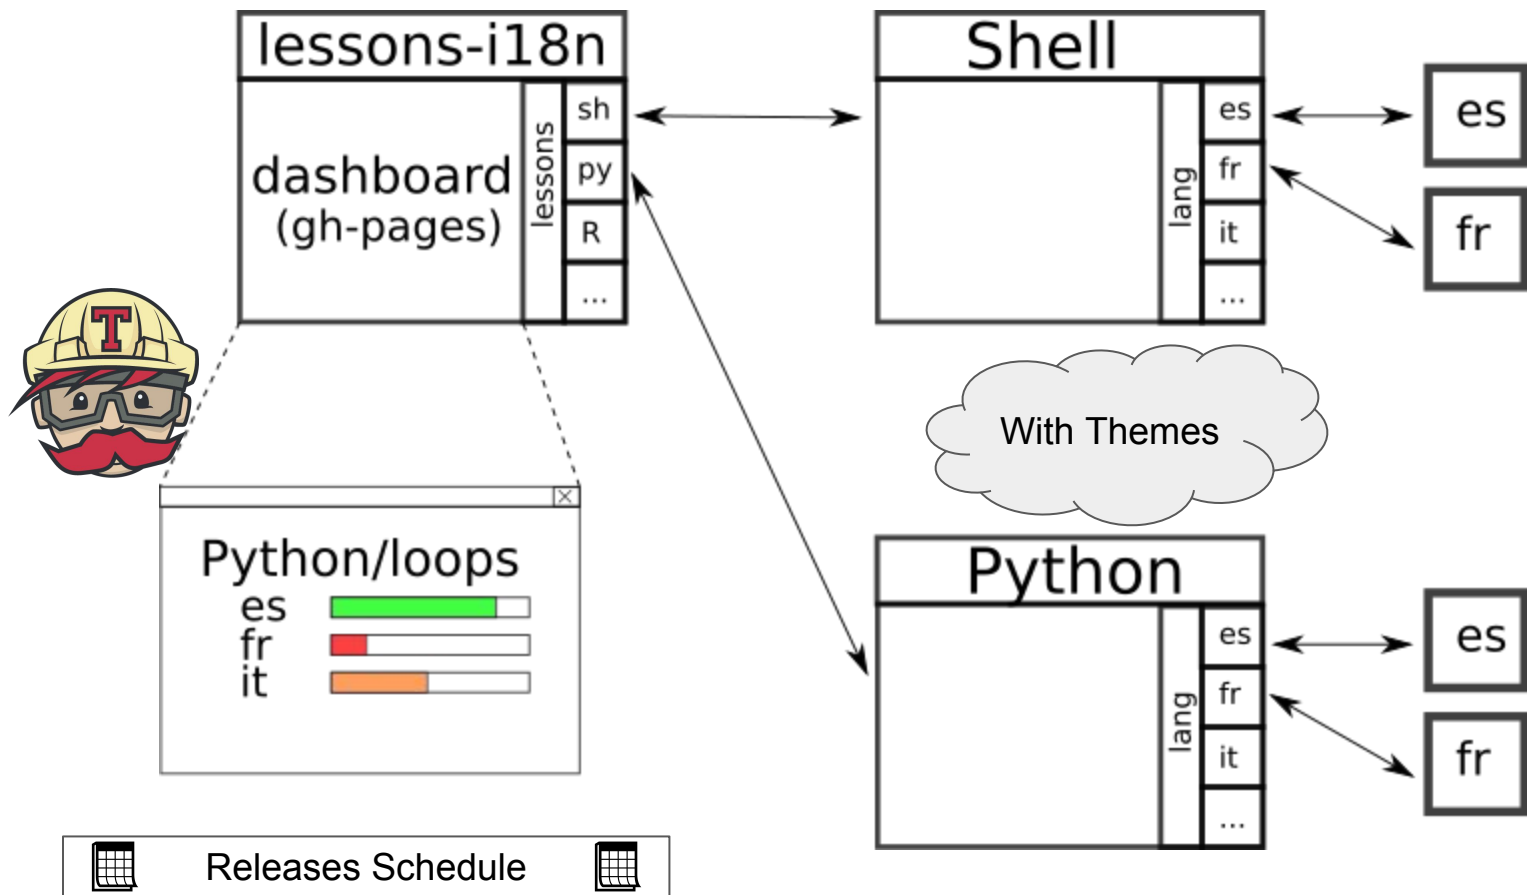 lessons-i18n
dashboard
(gh-pages)
lessons
sh
py
R
...
Shell
lang
es
fr
it
...
es
fr
T
With Themes
Python/loops
es
fr
it
Python
lang
es
fr
it
...
es
fr
Releases Schedule